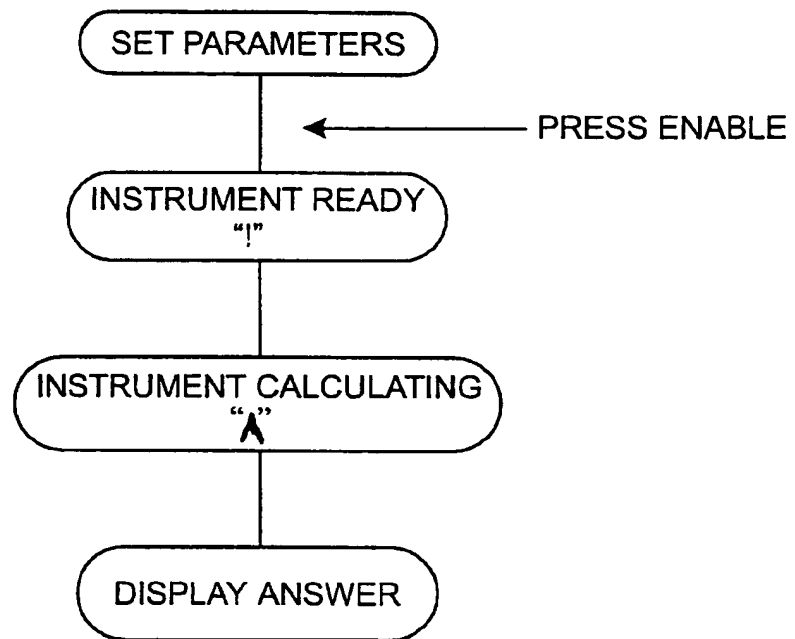 SET PARAMETERS
PRESS ENABLE
INSTRUMENT READY
“!”
INSTRUMENT CALCULATING
“⋏”
DISPLAY ANSWER